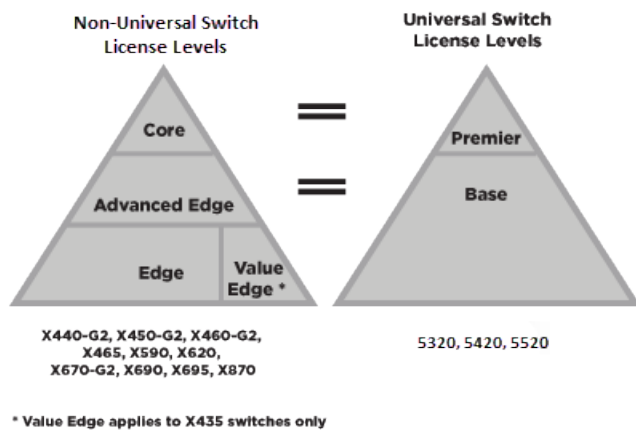 Non-Universal Switch
License Levels
Universal Switch
License Levels
Core
=
Premier
Advanced Edge
=
Base
Edge
Value
Edge *
X440-G2, X450-G2, X460-G2,
X465, X590, X620,
X670-G2, X690, X695, X870
5320, 5420, 5520
* Value Edge applies to X435 switches only